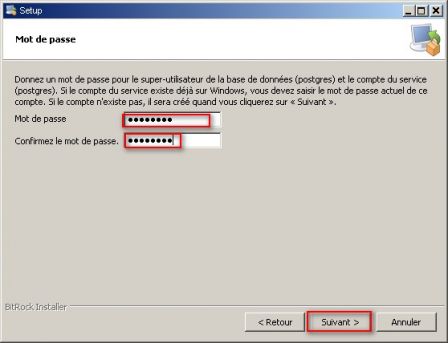 Setup
Mot de passe
Donnez un mot de passe pour le super-utilisateur de la base de données (postgres) et le compte du service
(postgres). Si le compte du service existe déjà sur Windows, vous devez saisir le mot de passe actuel de ce
compte. Si le compte n'existe pas, il sera créé quand vous cliquerez sur « Suivant ».
Mot de passe
Confirmez le mot de passe.
BitRock Installer
< Retour
Suivant >
Annuler